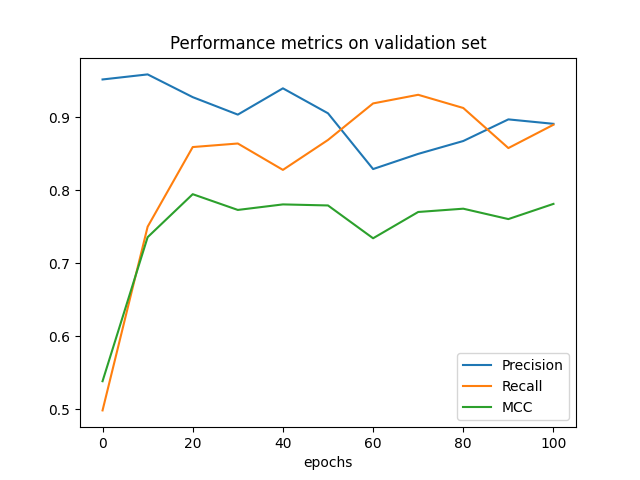 Performance metrics on validation set
0.9
0.8
0.7
0.6
0.5
Precision
Recall
MCC
0 20 40 60 80 100
epochs